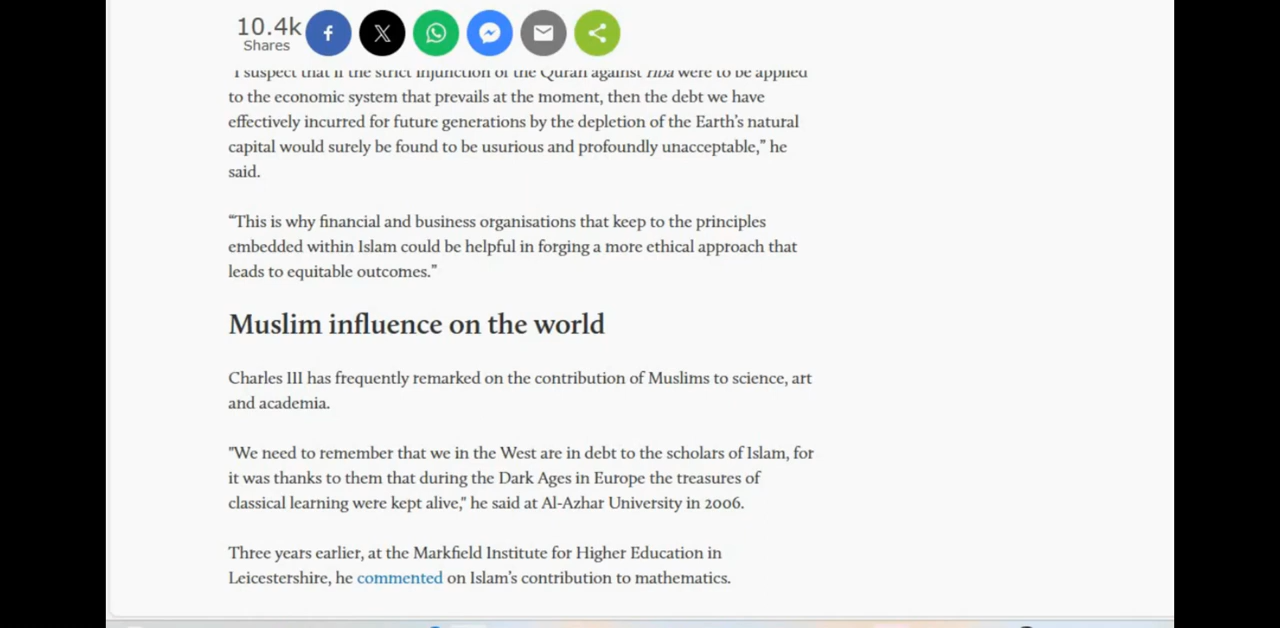 10.4k
Shares
"I suspect that if the strict injunction of the Quran against riba were to be applied
to the economic system that prevails at the moment, then the debt we have
effectively incurred for future generations by the depletion of the Earth’s natural
capital would surely be found to be usurious and profoundly unacceptable,” he
said.
“This is why financial and business organisations that keep to the principles
embedded within Islam could be helpful in forging a more ethical approach that
leads to equitable outcomes.”
Muslim influence on the world
Charles III has frequently remarked on the contribution of Muslims to science, art
and academia.
"We need to remember that we in the West are in debt to the scholars of Islam, for
it was thanks to them that during the Dark Ages in Europe the treasures of
classical learning were kept alive," he said at Al-Azhar University in 2006.
Three years earlier, at the Markfield Institute for Higher Education in
Leicestershire, he commented on Islam’s contribution to mathematics.